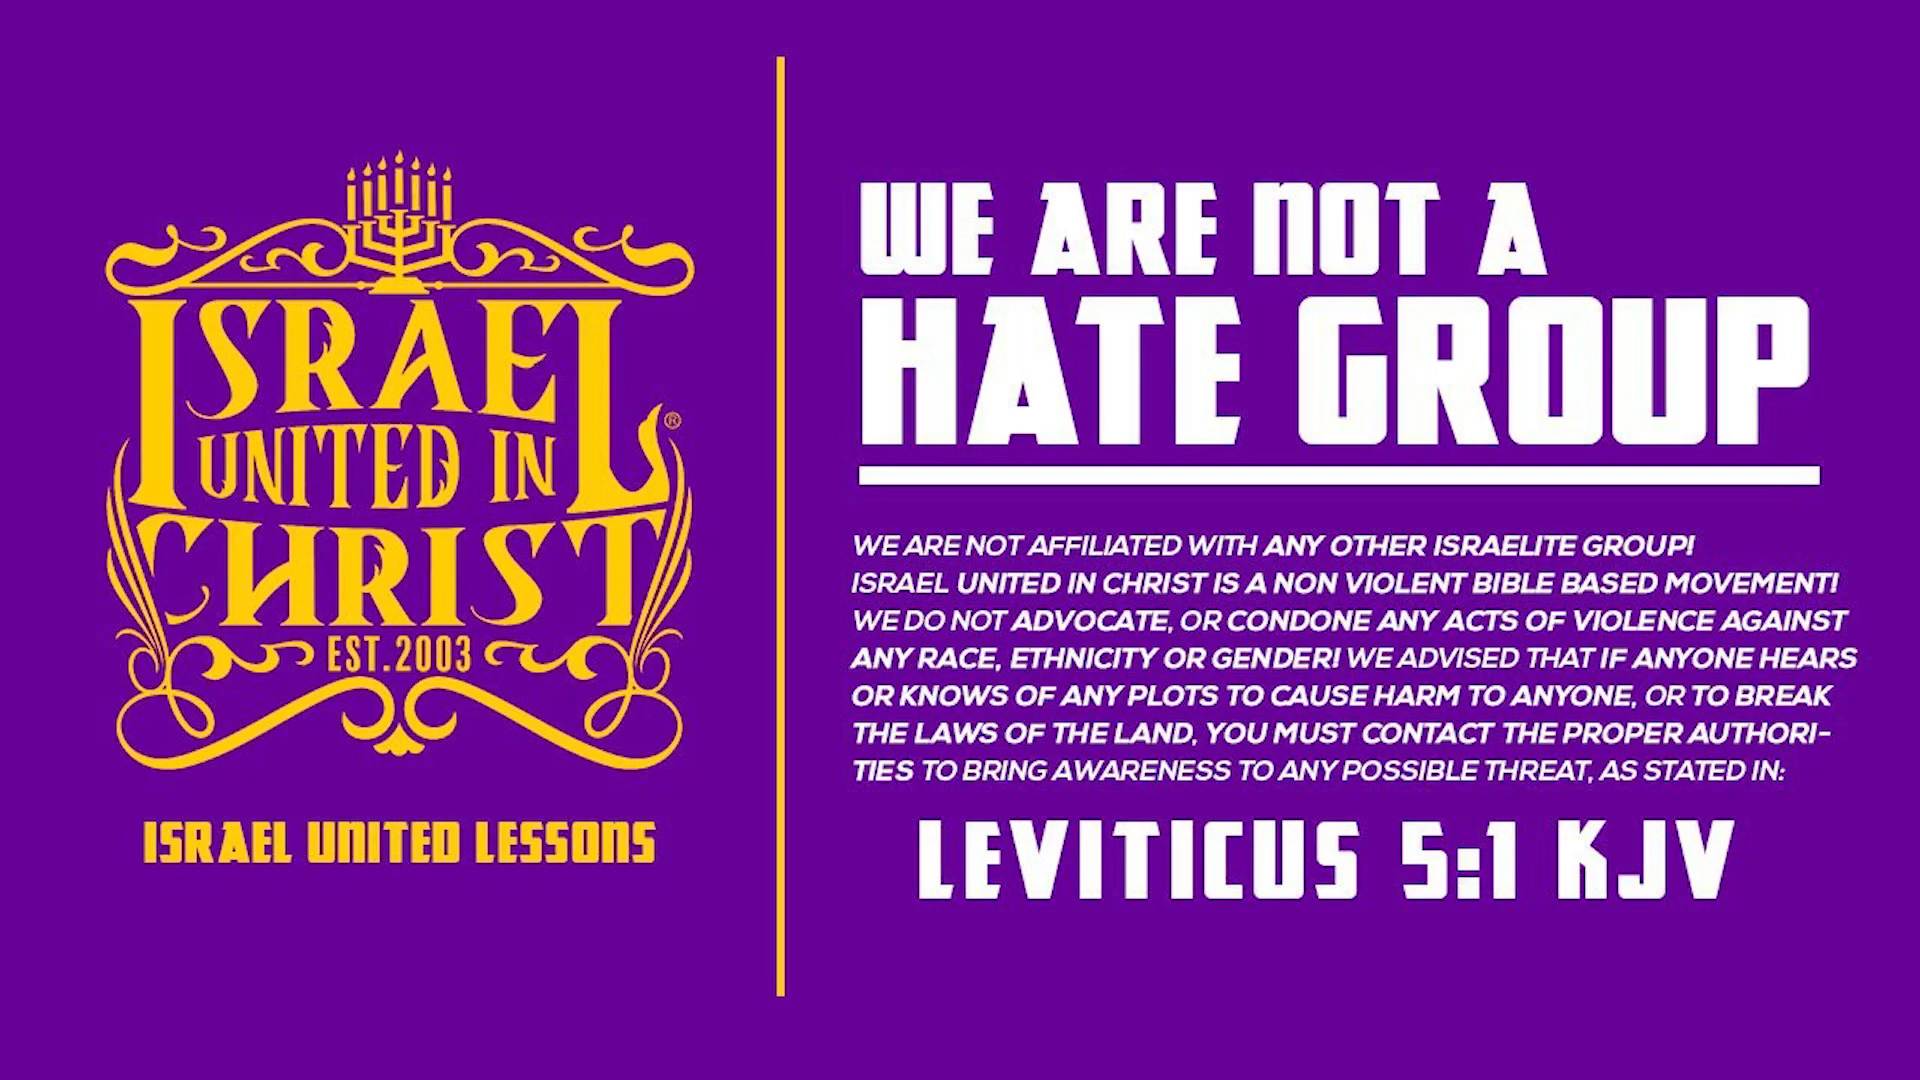 ISRAEL
UNITED IN
CHRIST
®
EST.2003
ISRAEL UNITED LESSONS
WE ARE NOT A
HATE GROUP
WE ARE NOT AFFILIATED WITH ANY OTHER ISRAELITE GROUP!
ISRAEL UNITED IN CHRIST IS A NON VIOLENT BIBLE BASED MOVEMENT!
WE DO NOT ADVOCATE, OR CONDONE ANY ACTS OF VIOLENCE AGAINST
ANY RACE, ETHNICITY OR GENDER! WE ADVISED THAT IF ANYONE HEARS
OR KNOWS OF ANY PLOTS TO CAUSE HARM TO ANYONE, OR TO BREAK
THE LAWS OF THE LAND, YOU MUST CONTACT THE PROPER AUTHORI-
TIES TO BRING AWARENESS TO ANY POSSIBLE THREAT, AS STATED IN:
LEVITICUS 5:1 KJV